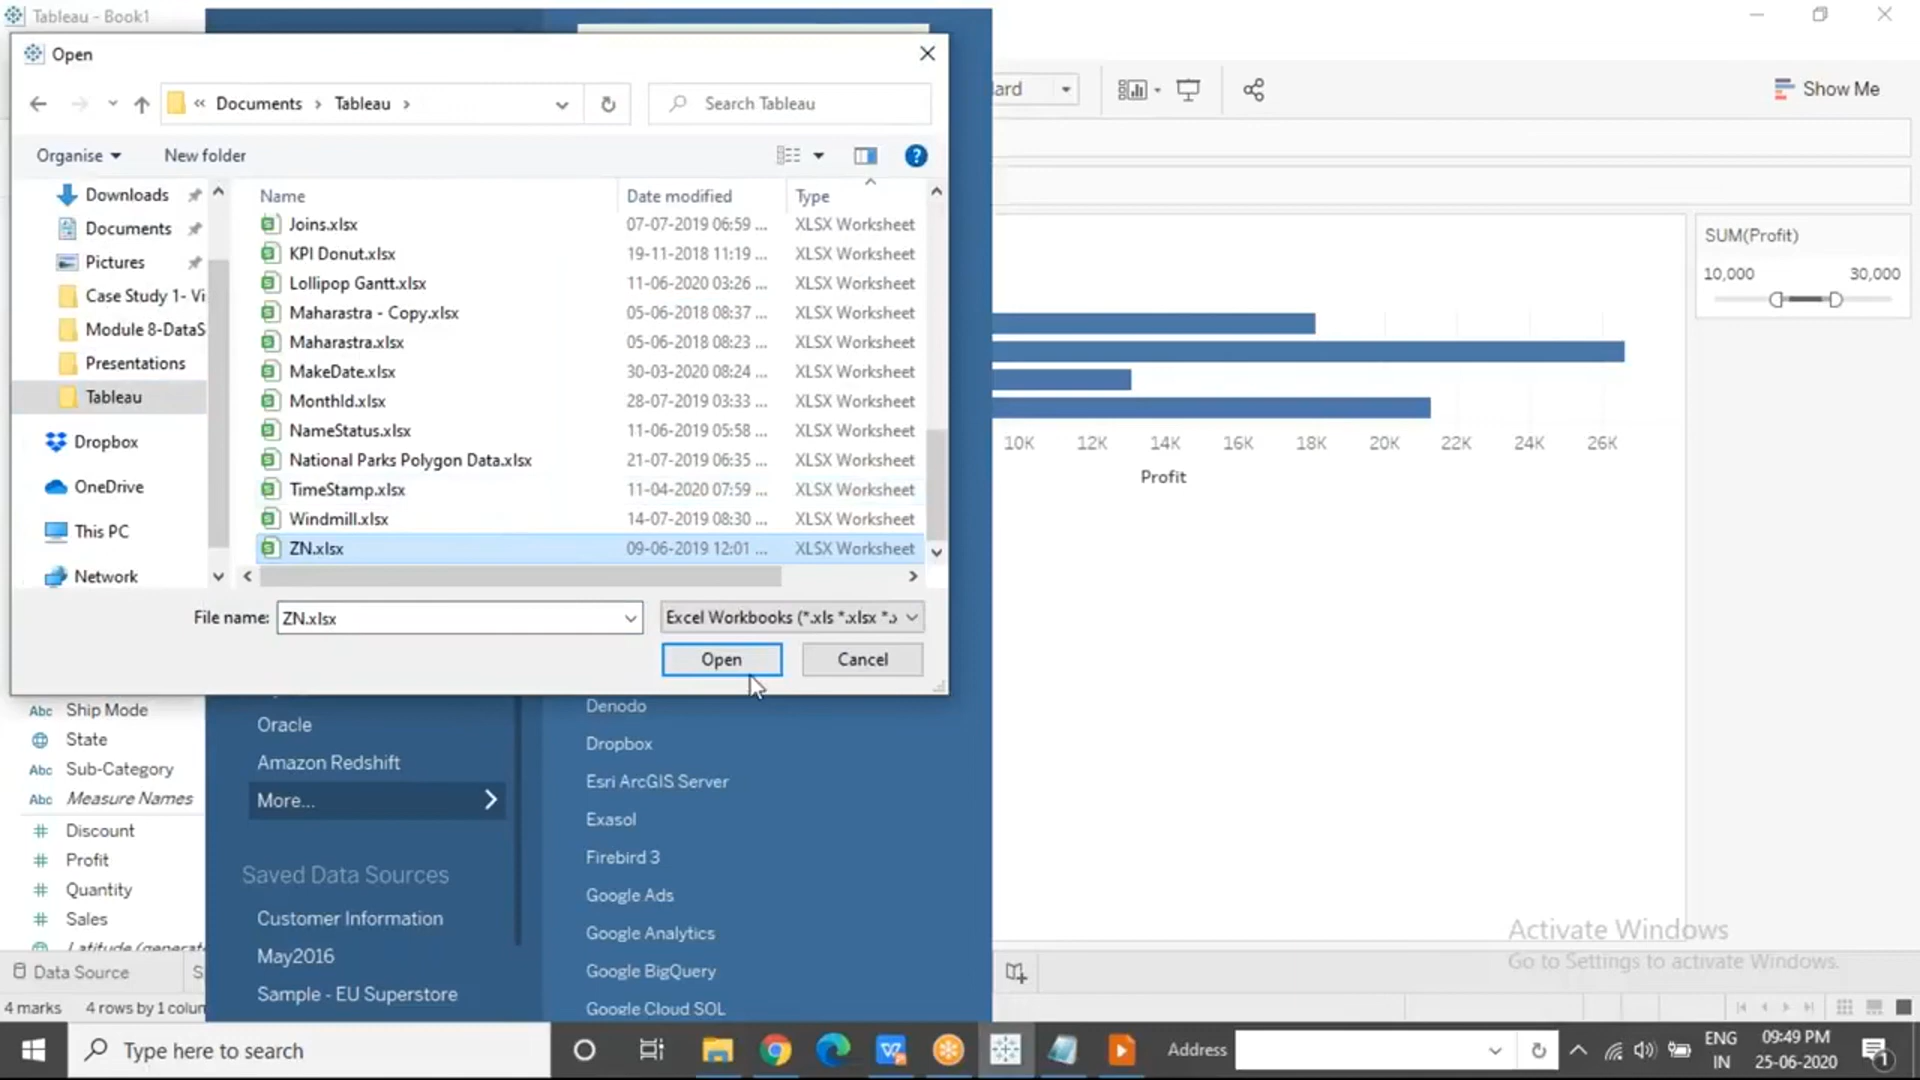 Tableau - Book1
Open
« Documents › Tableau ›
Search Tableau
Organise
New folder
?
Name
Date modified
Type
Downloads
Documents
Pictures
Case Study 1- Vi
Module 8-DataS
Presentations
Tableau
Dropbox
OneDrive
This PC
Network
Joins.xlsx 07-07-2019 06:59 ... XLSX Worksheet
KPI Donut.xlsx 19-11-2018 11:19 ... XLSX Worksheet
Lollipop Gantt.xlsx 11-06-2020 03:26 ... XLSX Worksheet
Maharastra - Copy.xlsx 05-06-2018 08:37 ... XLSX Worksheet
Maharastra.xlsx 05-06-2018 08:23 ... XLSX Worksheet
MakeDate.xlsx 30-03-2020 08:24 ... XLSX Worksheet
MonthId.xlsx 28-07-2019 03:33 ... XLSX Worksheet
NameStatus.xlsx 11-06-2019 05:58 ... XLSX Worksheet
National Parks Polygon Data.xlsx 21-07-2019 06:35 ... XLSX Worksheet
TimeStamp.xlsx 11-04-2020 07:59 ... XLSX Worksheet
Windmill.xlsx 14-07-2019 08:30 ... XLSX Worksheet
ZN.xlsx 09-06-2019 12:01 ... XLSX Worksheet
File name: ZN.xlsx
Excel Workbooks (*.xls *.xlsx *.x
Open
Cancel
ard
Show Me
SUM(Profit)
10,000 30,000
10K 12K 14K 16K 18K 20K 22K 24K 26K
Profit
Abc Ship Mode
State
Abc Sub-Category
Abc Measure Names
# Discount
# Profit
# Quantity
# Sales
Latitude (generat
Oracle
Amazon Redshift
More...
Saved Data Sources
Customer Information
May2016
Sample - EU Superstore
Denodo
Dropbox
Esri ArcGIS Server
Exasol
Firebird 3
Google Ads
Google Analytics
Google BigQuery
Google Cloud SQL
Activate Windows
Go to Settings to activate Windows.
Data Source
S
4 marks 4 rows by 1 colum
Type here to search
Address
ENG
IN
09:49 PM
25-06-2020
1